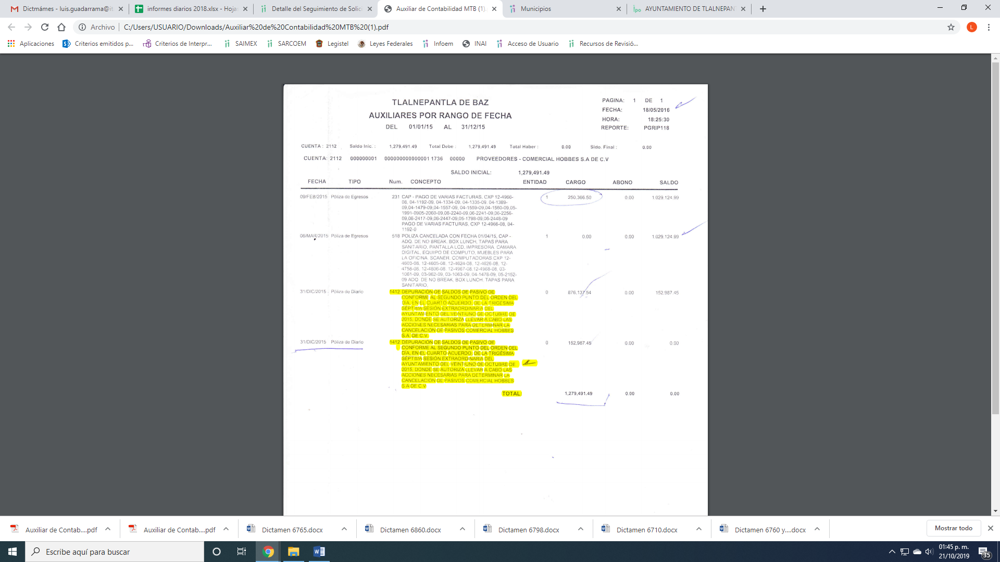 Dictmámes - luis.guadarrama@it
informes diarios 2018.xlsx - Hojas
Detalle del Seguimiento de Solici
Auxiliar de Contabilidad MTB (1)
Municipios
AYUNTAMIENTO DE TLALNEPANT
Archivo
C:/Users/USUARIO/Downloads/Auxiliar%20de%20Contabilidad%20MTB%20(1).pdf
L
Aplicaciones
Criterios emitidos p...
Criterios de Interpr...
SAIMEX
SARCOEM
Legistel
Leyes Federales
Infoem
INAI
Acceso de Usuario
Recursos de Revisió...
TLALNEPANTLA DE BAZ
AUXILIARES POR RANGO DE FECHA
DEL 01/01/15 AL 31/12/15
PAGINA: 1 DE 1
FECHA: 18/05/2016
HORA: 18:25:30
REPORTE: PGRIP118
CUENTA : 2112 Saldo Inic. : 1,279,491.49 Total Debe : 1,279,491.49 Total Haber : 0.00 Sldo. Final : 0.00
CUENTA: 2112 000000001 000000000000001 1736 00000 PROVEEDORES - COMERCIAL HOBBES S.A DE C.V
SALDO INICIAL: 1,279,491.49
FECHA TIPO Num. CONCEPTO ENTIDAD CARGO ABONO SALDO
09/FEB/2015 Póliza de Egresos 231 CAP - PAGO DE VARIAS FACTURAS, CXP 12-4966- 1 250,366.50 0.00 1,029,124.99
08, 04-1192-09, 04-1334-09, 04-1335-09, 04-1389-
09,04-1479-09,04-1557-09, 04-1559-09,04-1560-09,05-
1991-0905-2060-09,06-2240-09,06-2241-09,06-2256-
09,06-2417-09,06-2447-09,05-1798-09,06-2448-09
PAGO DE VARIAS FACTURAS, CXP 12-4966-08, 04-
1192-0
06/MAR/2015 Póliza de Egresos 518 POLIZA CANCELADA CON FECHA 01/04/15, CAP - 1 0.00 0.00 1,029,124.99
ADQ. DE NO BREAK, BOX LUNCH, TAPAS PARA
SANITARIO, PANTALLA LCD, IMPRESORA, CAMARA
DIGITAL, EQUIIPO DE COMPUTO, MUEBLES PARA
LA OFICINA, SCANER, COMPUTADORAS.CXP 12-
4603-08, 12-4605-08, 12-4624-08, 12-4626-08, 12-
4758-08, 12-4806-08, 12-4967-08,12-4968-08, 03-
1061-09, 03-962-09, 03-1063-09, 04-1478-09, 05-2152-
09 ADQ. DE NO BREAK, BOX LUNCH, TAPAS PARA
SANITARIO,
31/DIC/2015 Póliza de Diario 1412 DEPURACIÓN DE SALDOS DE PASIVO DE 0 876,137.54 0.00 152,987.45
CONFORME AL SEGUNDO PUNTO DEL ORDEN DEL
DÍA, EN EL CUARTO ACUERDO, DE LA TRIGESIMA
SÉPTIMA SESIÓN EXTRAORDINARIA DEL
AYUNTAMIENTO DEL VEINTIUNO DE OCTUBRE DE
2015, DONDE SE AUTORIZA LLEVAR A CABO LAS
ACCIONES NECESARIAS PARA DETERMINAR LA
CANCELACIÓN DE PASIVOS COMERCIAL HOBBES
S.A. DE C.V.
31/DIC/2015 Póliza de Diario 1412 DEPURACIÓN DE SALDOS DE PASIVO DE 0 152,987.45 0.00 0.00
CONFORME AL SEGUNDO PUNTO DEL ORDEN DEL
DÍA, EN EL CUARTO ACUERDO, DE LA TRIGÉSIMA
SÉPTIMA SESIÓN EXTRAORDINARIA DEL
AYUNTAMIENTO DEL VEINTIUNO DE OCTUBRE DE
2015, DONDE SE AUTORIZA LLEVAR A CABO LAS
ACCIONES NECESARIAS PARA DETERMINAR LA
CANCELACION DE PASIVOS COMERCIAL HOBBES
S.A DE C.V
TOTAL: 1,279,491.49 0.00 0.00
Auxiliar de Contab....pdf
Auxiliar de Contab....pdf
Dictamen 6765.docx
Dictamen 6860.docx
Dictamen 6798.docx
Dictamen 6710.docx
Dictamen 6760 y....docx
Mostrar todo
Escribe aquí para buscar
01:45 p. m.
21/10/2019
35